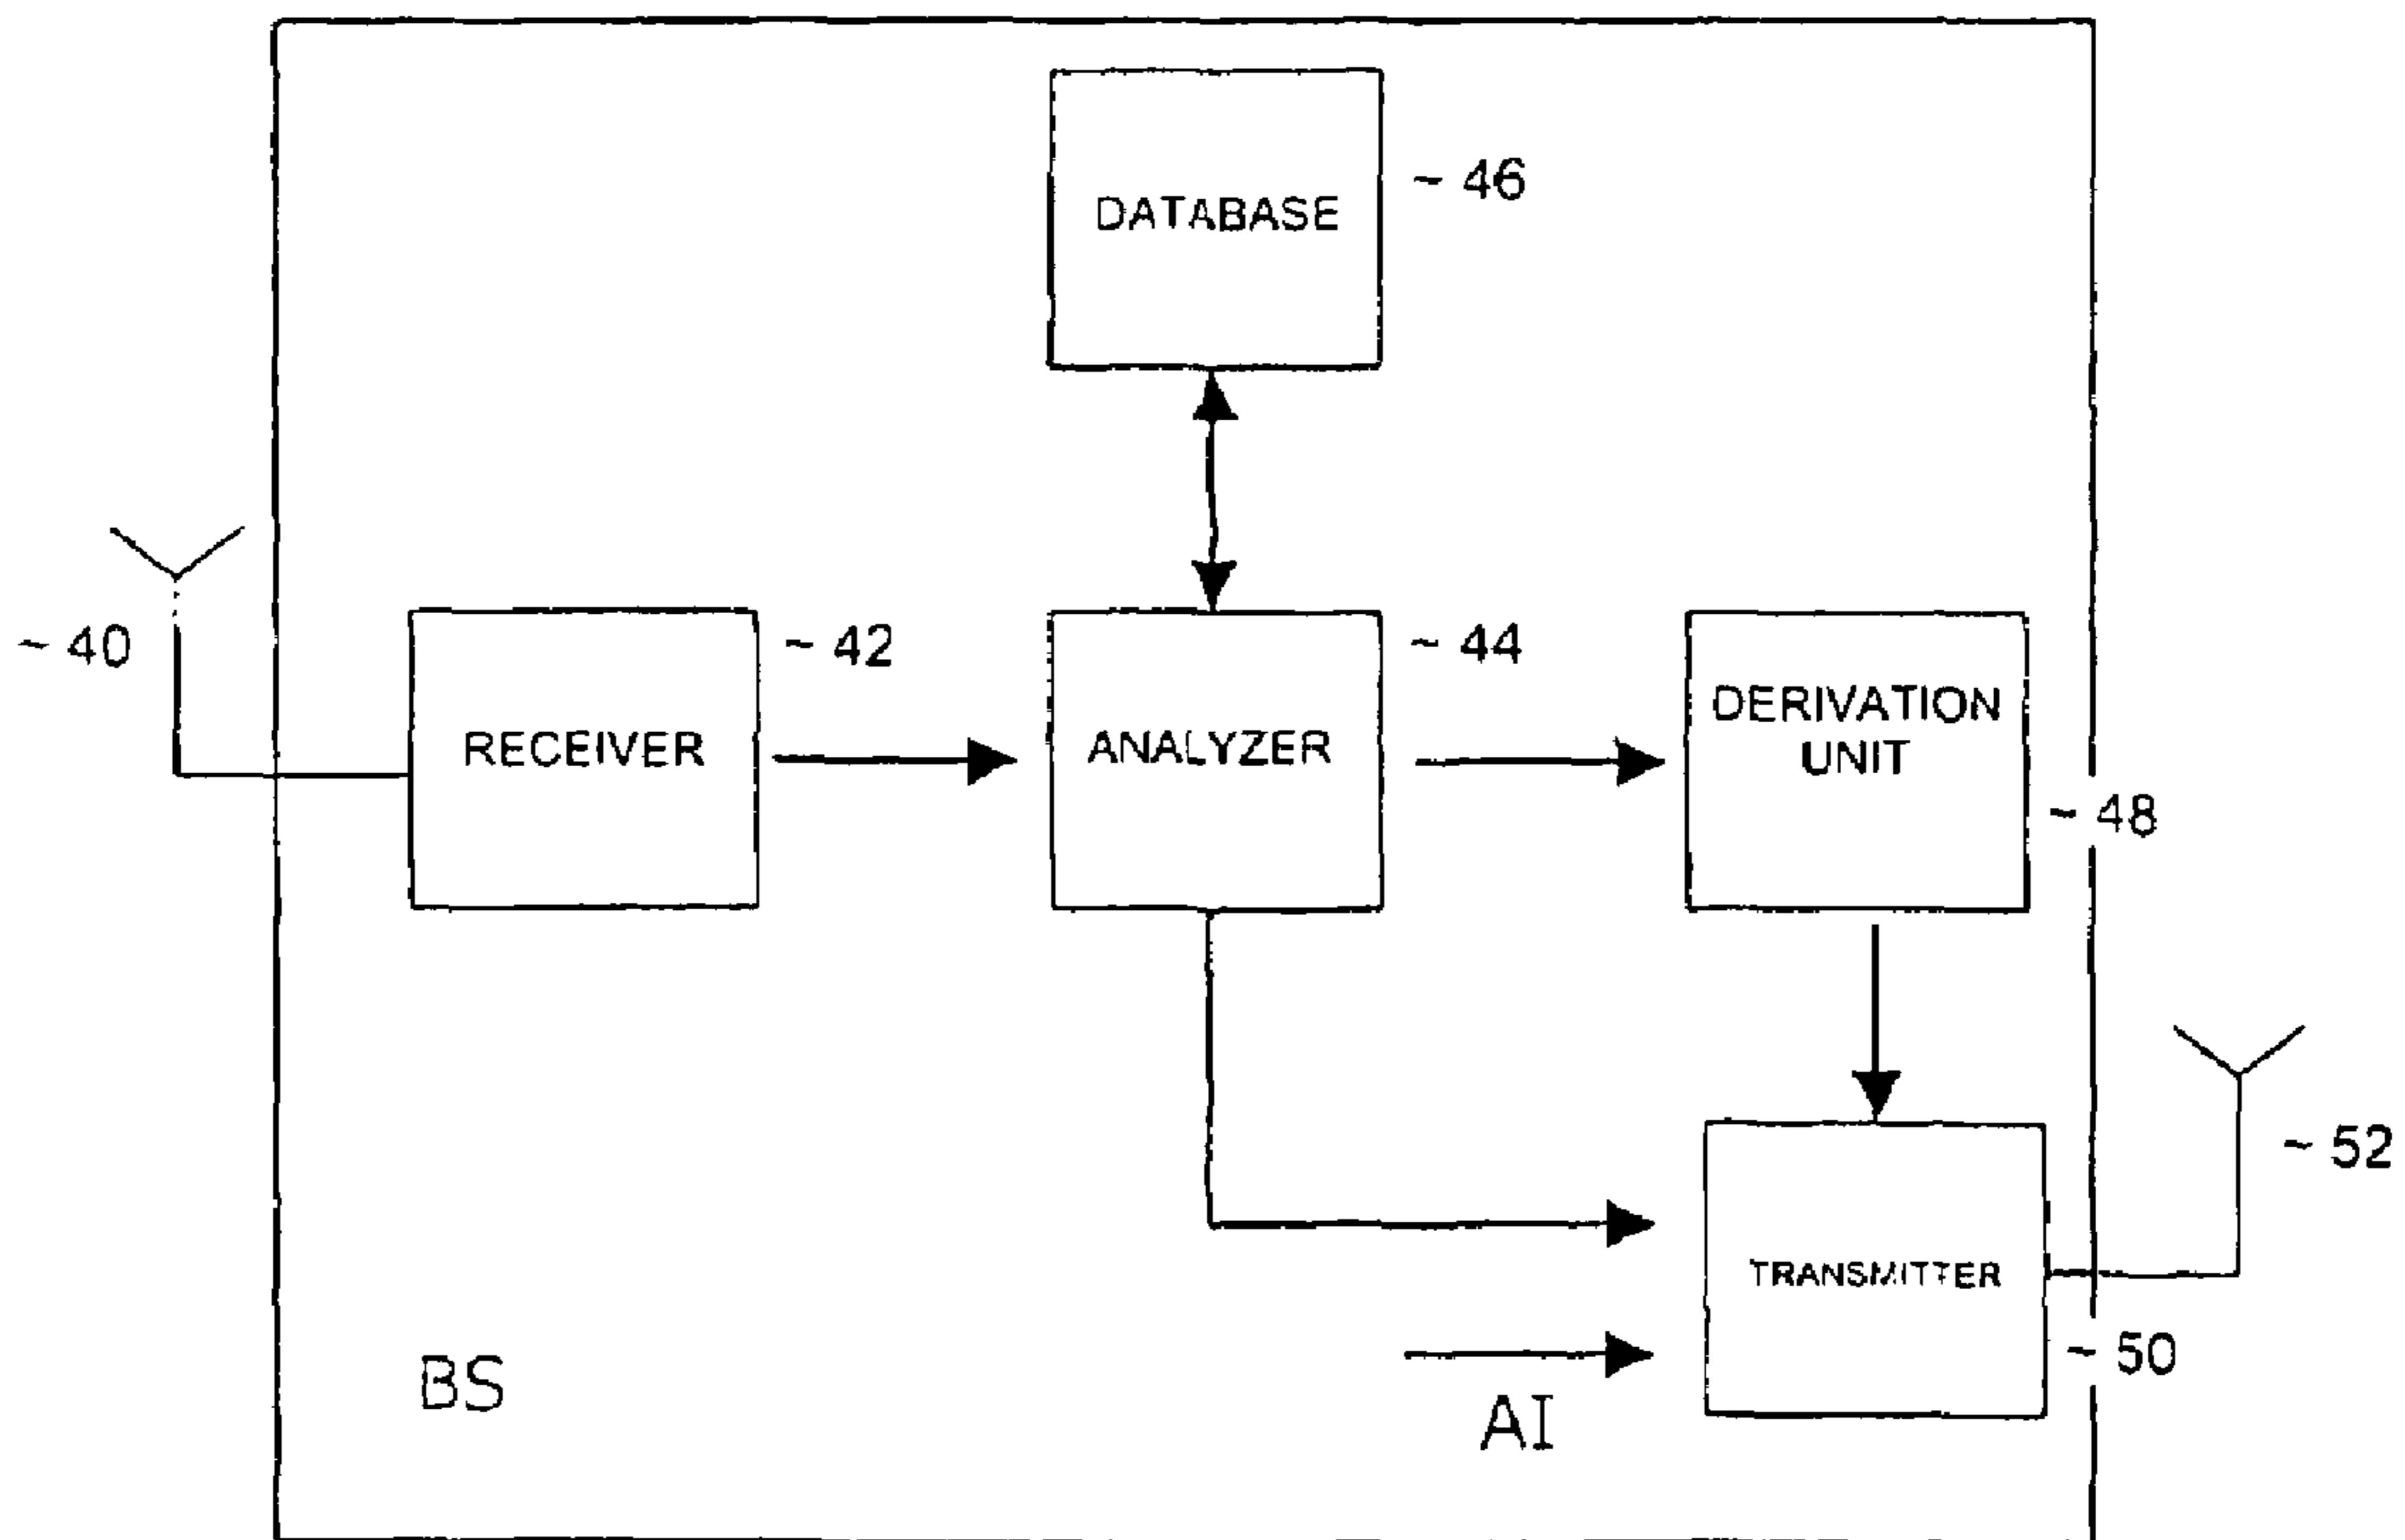 DATABASE
~ 46
~ 40
RECEIVER
~ 42
ANALYZER
~ 44
DERIVATION
UNIT
~ 48
TRANSMITTER
~ 50
~ 52
BS
AI